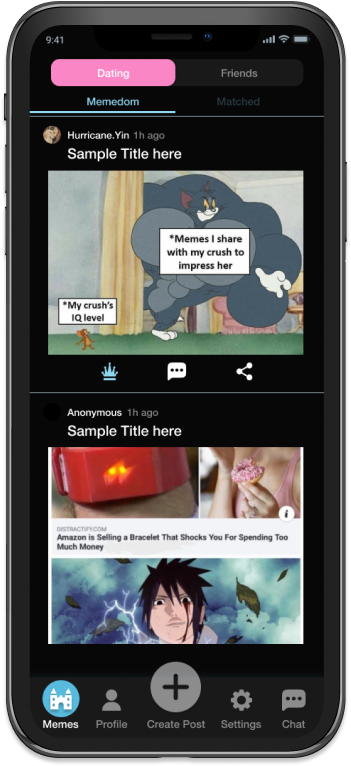 9:41
Dating Friends
Memedom Matched
Hurricane.Yin 1h ago
Sample Title here
*Memes I share
with my crush to
impress her
*My crush's
IQ level
Anonymous 1h ago
Sample Title here
i
DISTRACTIFY.COM
Amazon is Selling a Bracelet That Shocks You For Spending Too
Much Money
Memes Profile Create Post Settings Chat